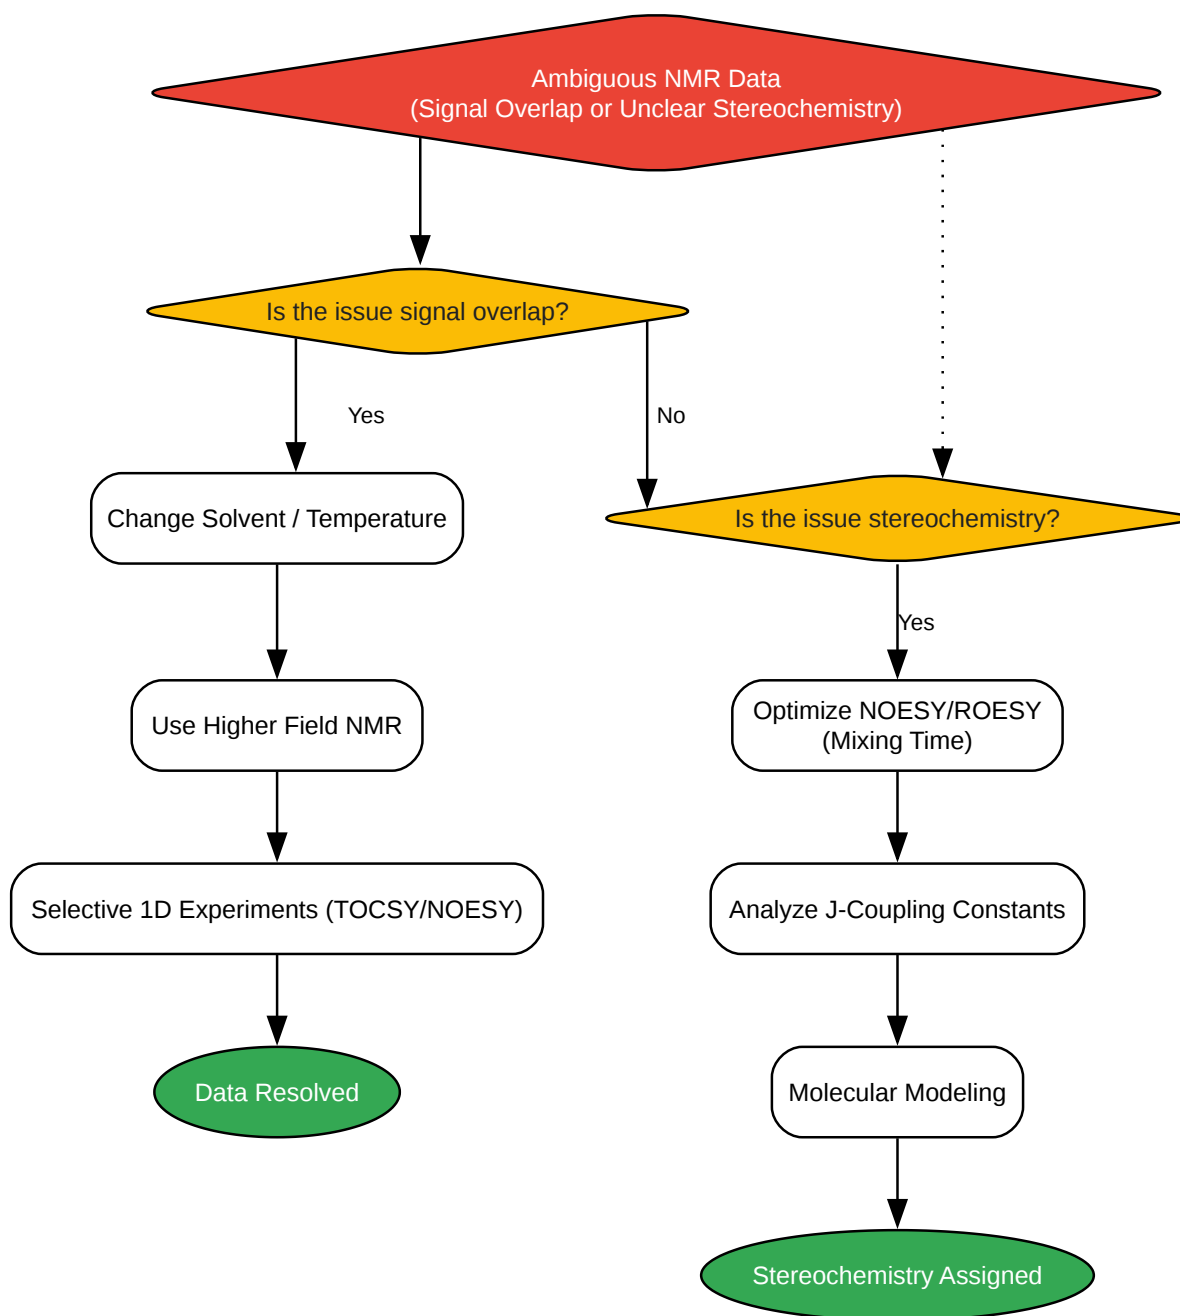 Ambiguous NMR Data
(Signal Overlap or Unclear Stereochemistry)
Is the issue signal overlap?
Yes
No
Change Solvent / Temperature
Is the issue stereochemistry?
Yes
Use Higher Field NMR
Optimize NOESY/ROESY
(Mixing Time)
Selective 1D Experiments (TOCSY/NOESY)
Analyze J-Coupling Constants
Data Resolved
Molecular Modeling
Stereochemistry Assigned